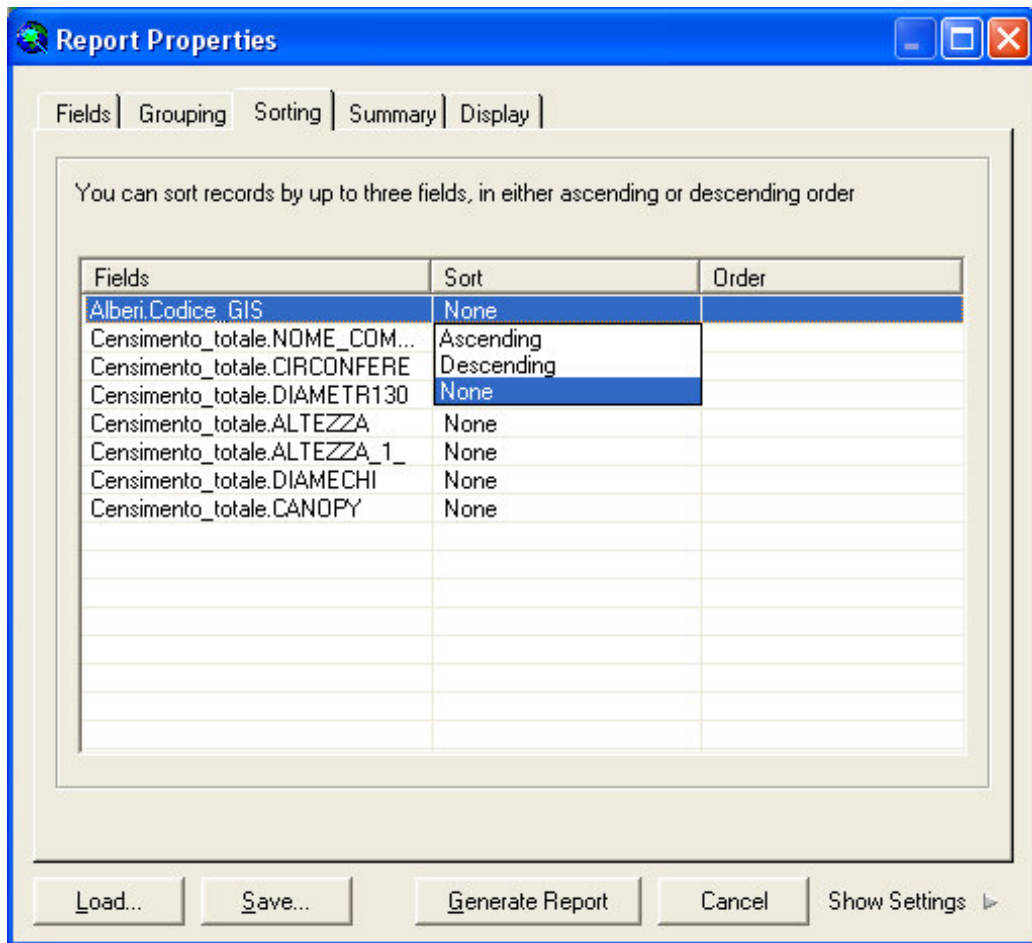 Report Properties
Fields Grouping Sorting Summary Display
You can sort records by up to three fields, in either ascending or descending order
Fields Sort Order
Alberi.Codice_GIS None
Censimento_totale.NOME_COM... Ascending
Censimento_totale.CIRCONFERE Descending
Censimento_totale.DIAMETR130 None
Censimento_totale.ALTEZZA None
Censimento_totale.ALTEZZA_1_ None
Censimento_totale.DIAMECHI None
Censimento_totale.CANOPY None
Load... Save... Generate Report Cancel Show Settings